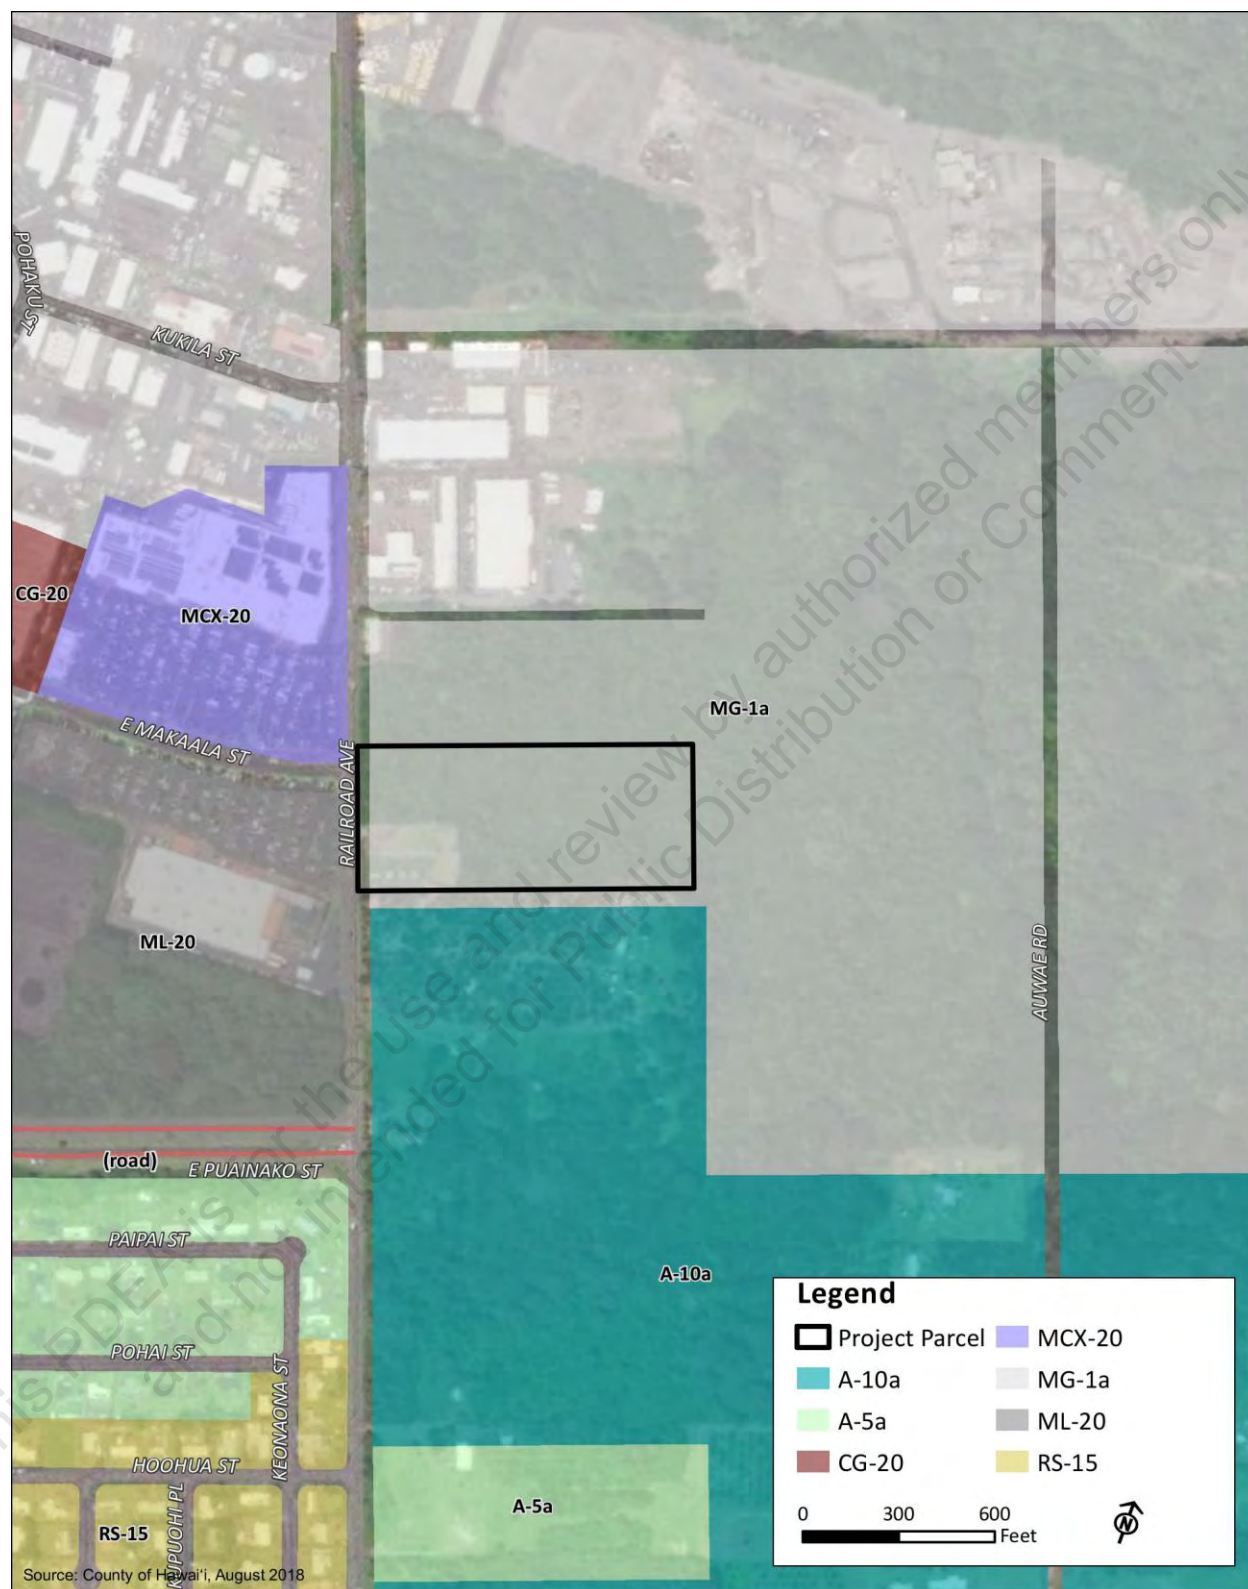 POHAKU ST
KUKILA ST
CG-20
MCX-20
E MAKAALA ST
RAILROAD AVE
MG-1a
ML-20
AUWAE RD
(road)
E PUAINAKO ST
PAIPAI ST
A-10a
POHAI ST
KEONAONA ST
HOOHUA ST
KUPUOHI PL
RS-15
A-5a
Legend
Project Parcel
MCX-20
A-10a
MG-1a
A-5a
ML-20
CG-20
RS-15
0 300 600
Feet
N
Source: County of Hawai‘i, August 2018
This PDEA is for the use and review by authorized members only
and not intended for Public Distribution or Comment